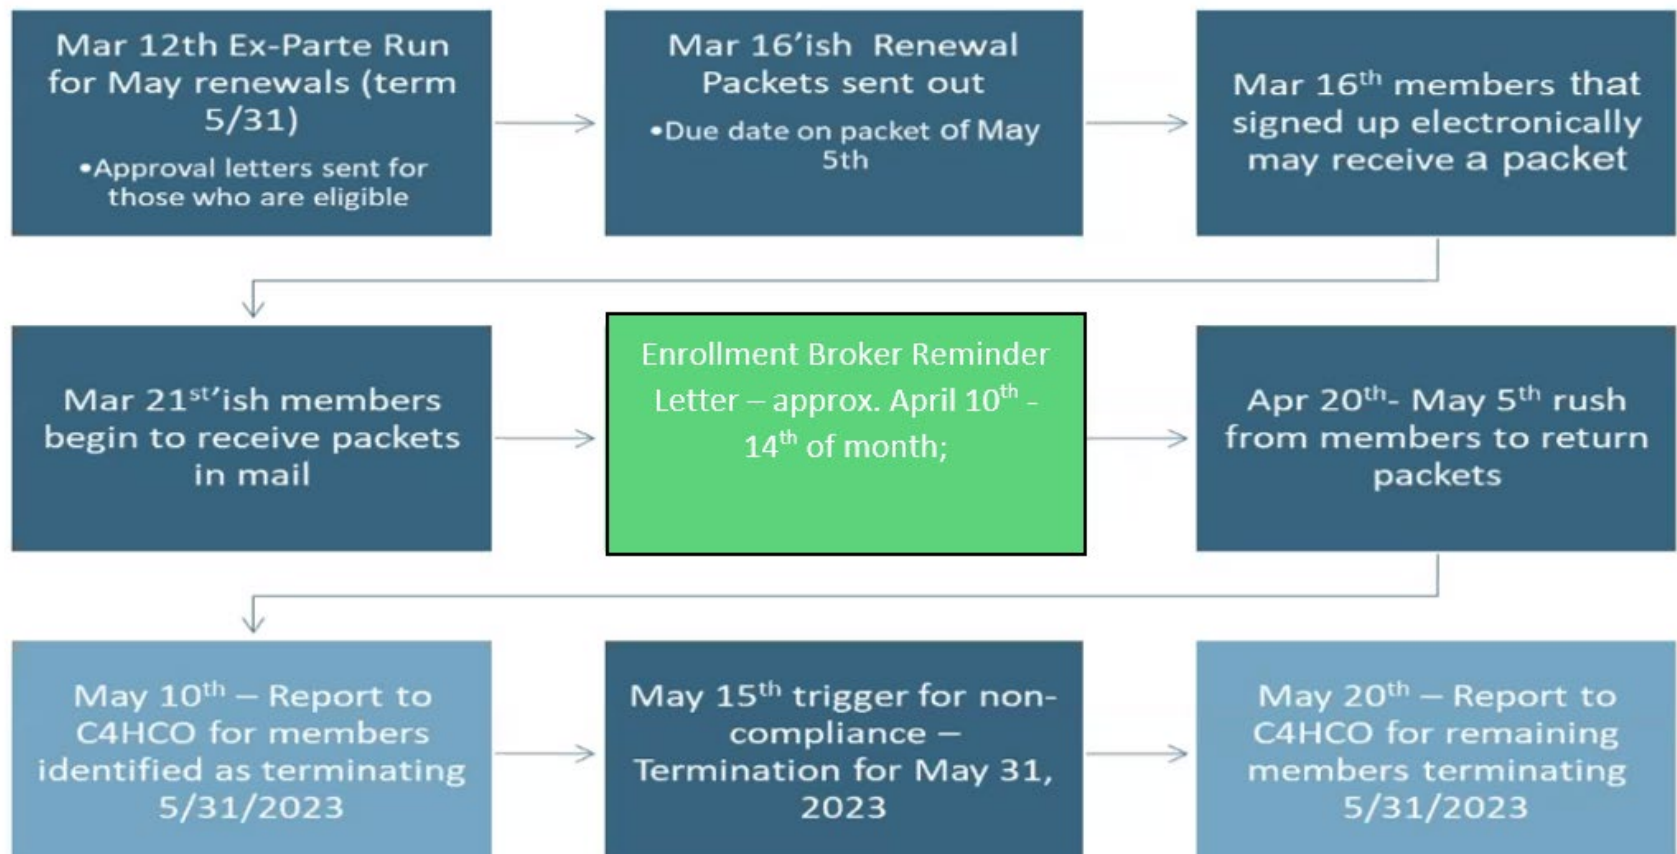 Mar 12th Ex-Parte Run
for May renewals (term
5/31)
•Approval letters sent for
those who are eligible
Mar 16'ish Renewal
Packets sent out
•Due date on packet of May
5th
Mar 16th members that
signed up electronically
may receive a packet
Mar 21st'ish members
begin to receive packets
in mail
Enrollment Broker Reminder
Letter – approx. April 10th -
14th of month;
Apr 20th- May 5th rush
from members to return
packets
May 10th – Report to
C4HCO for members
identified as terminating
5/31/2023
May 15th trigger for non-
compliance –
Termination for May 31,
2023
May 20th – Report to
C4HCO for remaining
members terminating
5/31/2023